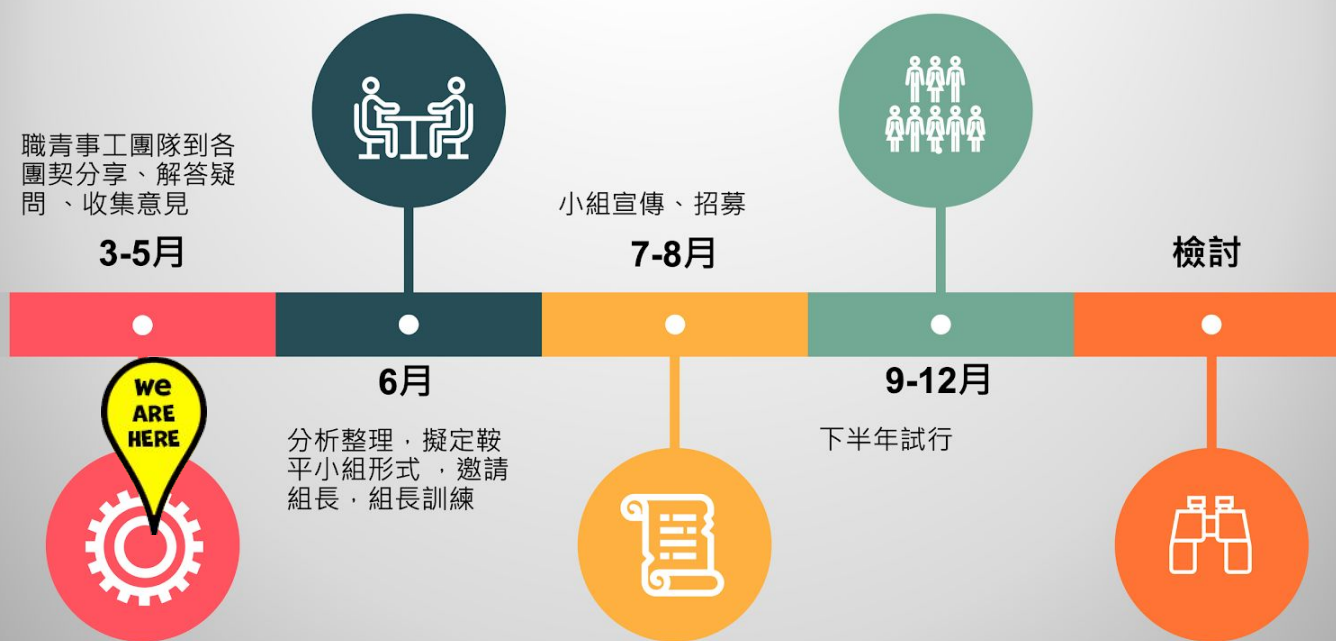 職青事工團隊到各
團契分享、解答疑
問 、收集意見
3-5月
WE
ARE
HERE
6月
分析整理，擬定鞍
平小組形式 ，邀請
組長，組長訓練
小組宣傳、招募
7-8月
9-12月
下半年試行
檢討